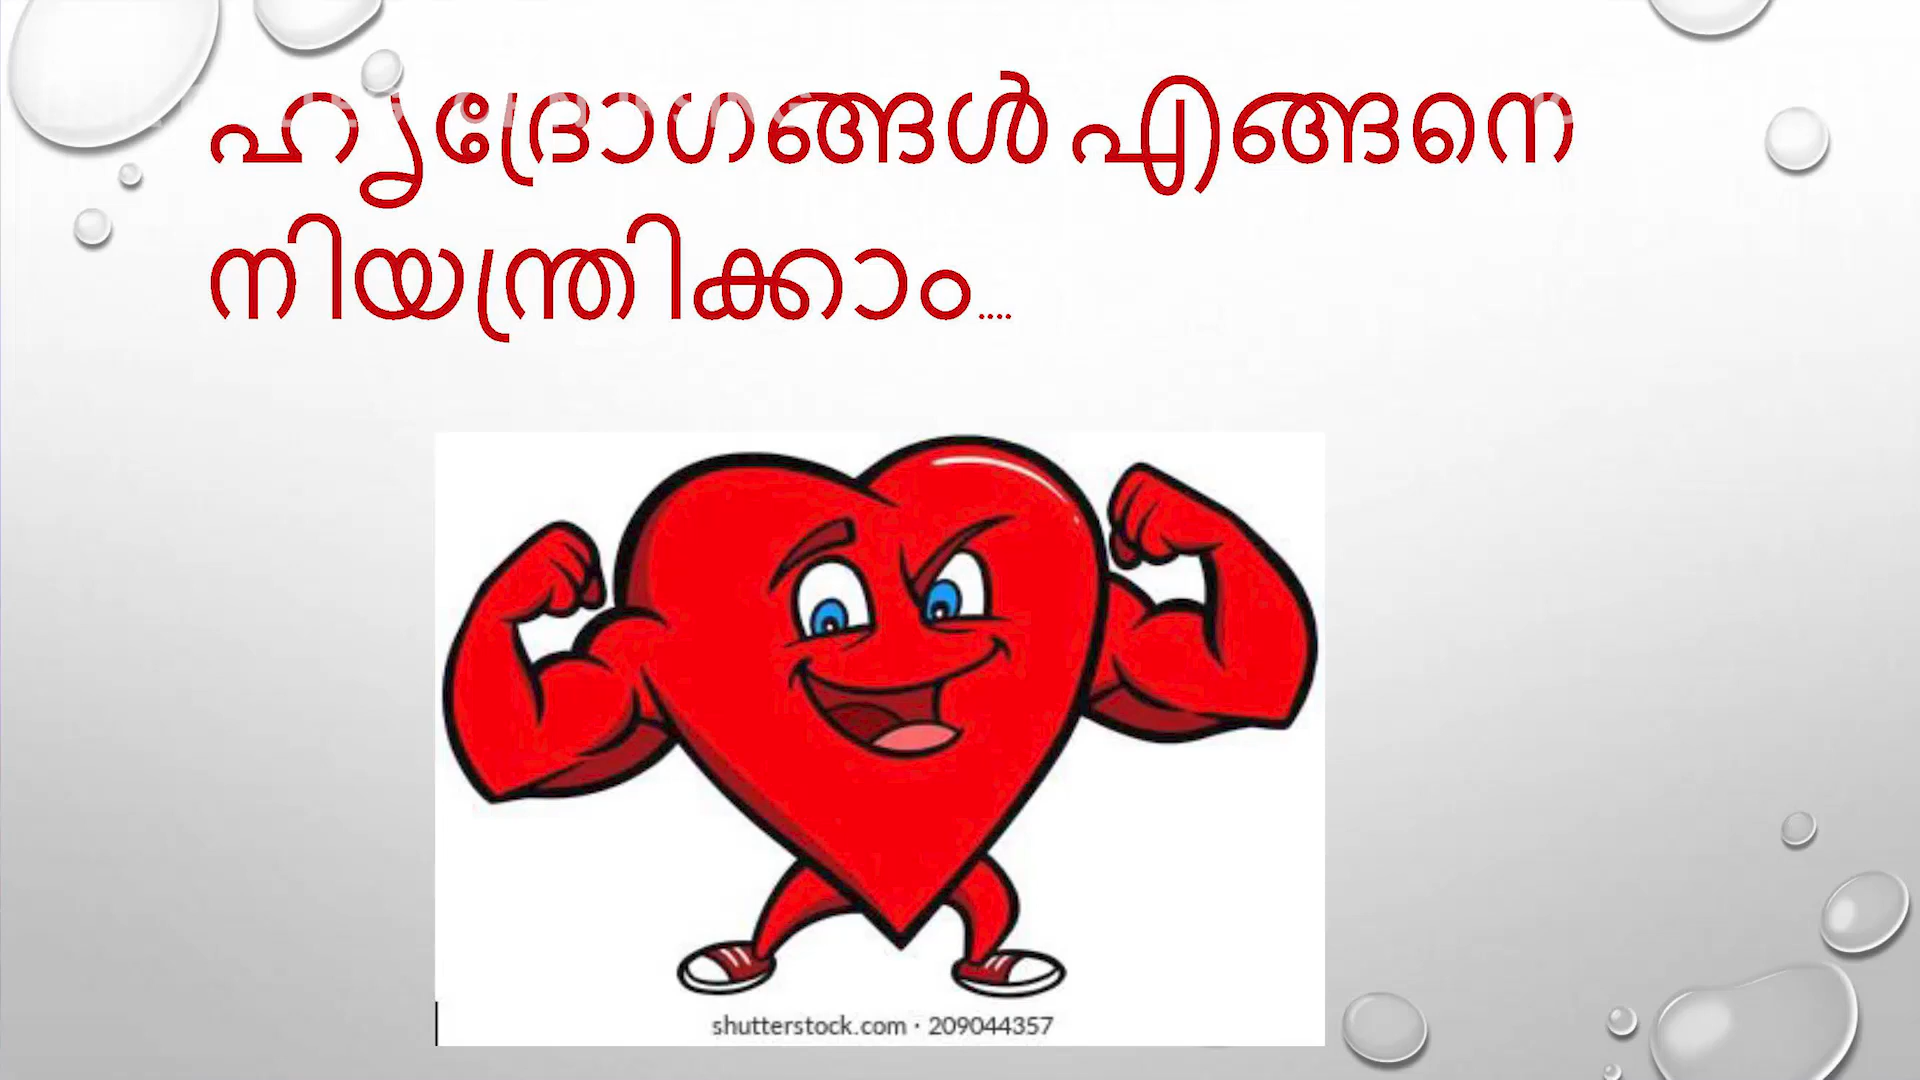 ഹൃദ്രോഗങ്ങൾ എങ്ങനെ
നിയന്ത്രിക്കാം....
shutterstock.com · 209044357